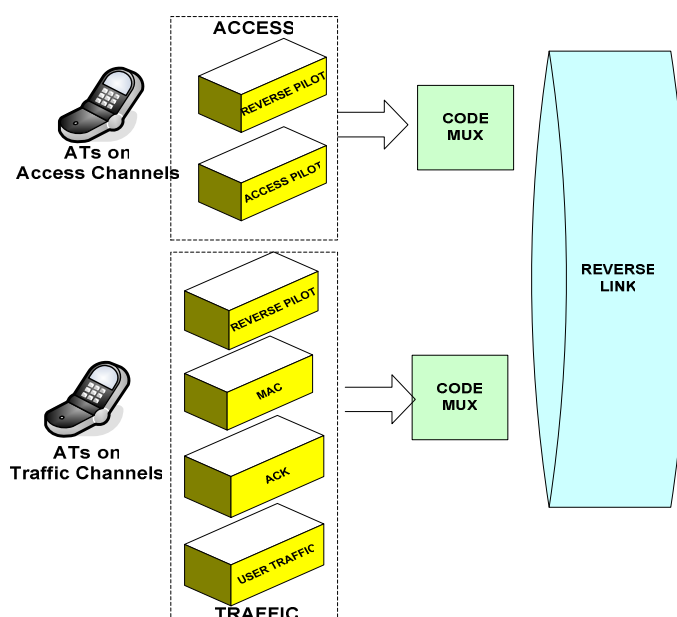 ACCESS
REVERSE PILOT
ACCESS PILOT
ATs on
Access Channels
CODE
MUX
REVERSE
LINK
REVERSE PILOT
MAC
ACK
USER TRAFFIC
ATs on
Traffic Channels
CODE
MUX
TRAFFIC